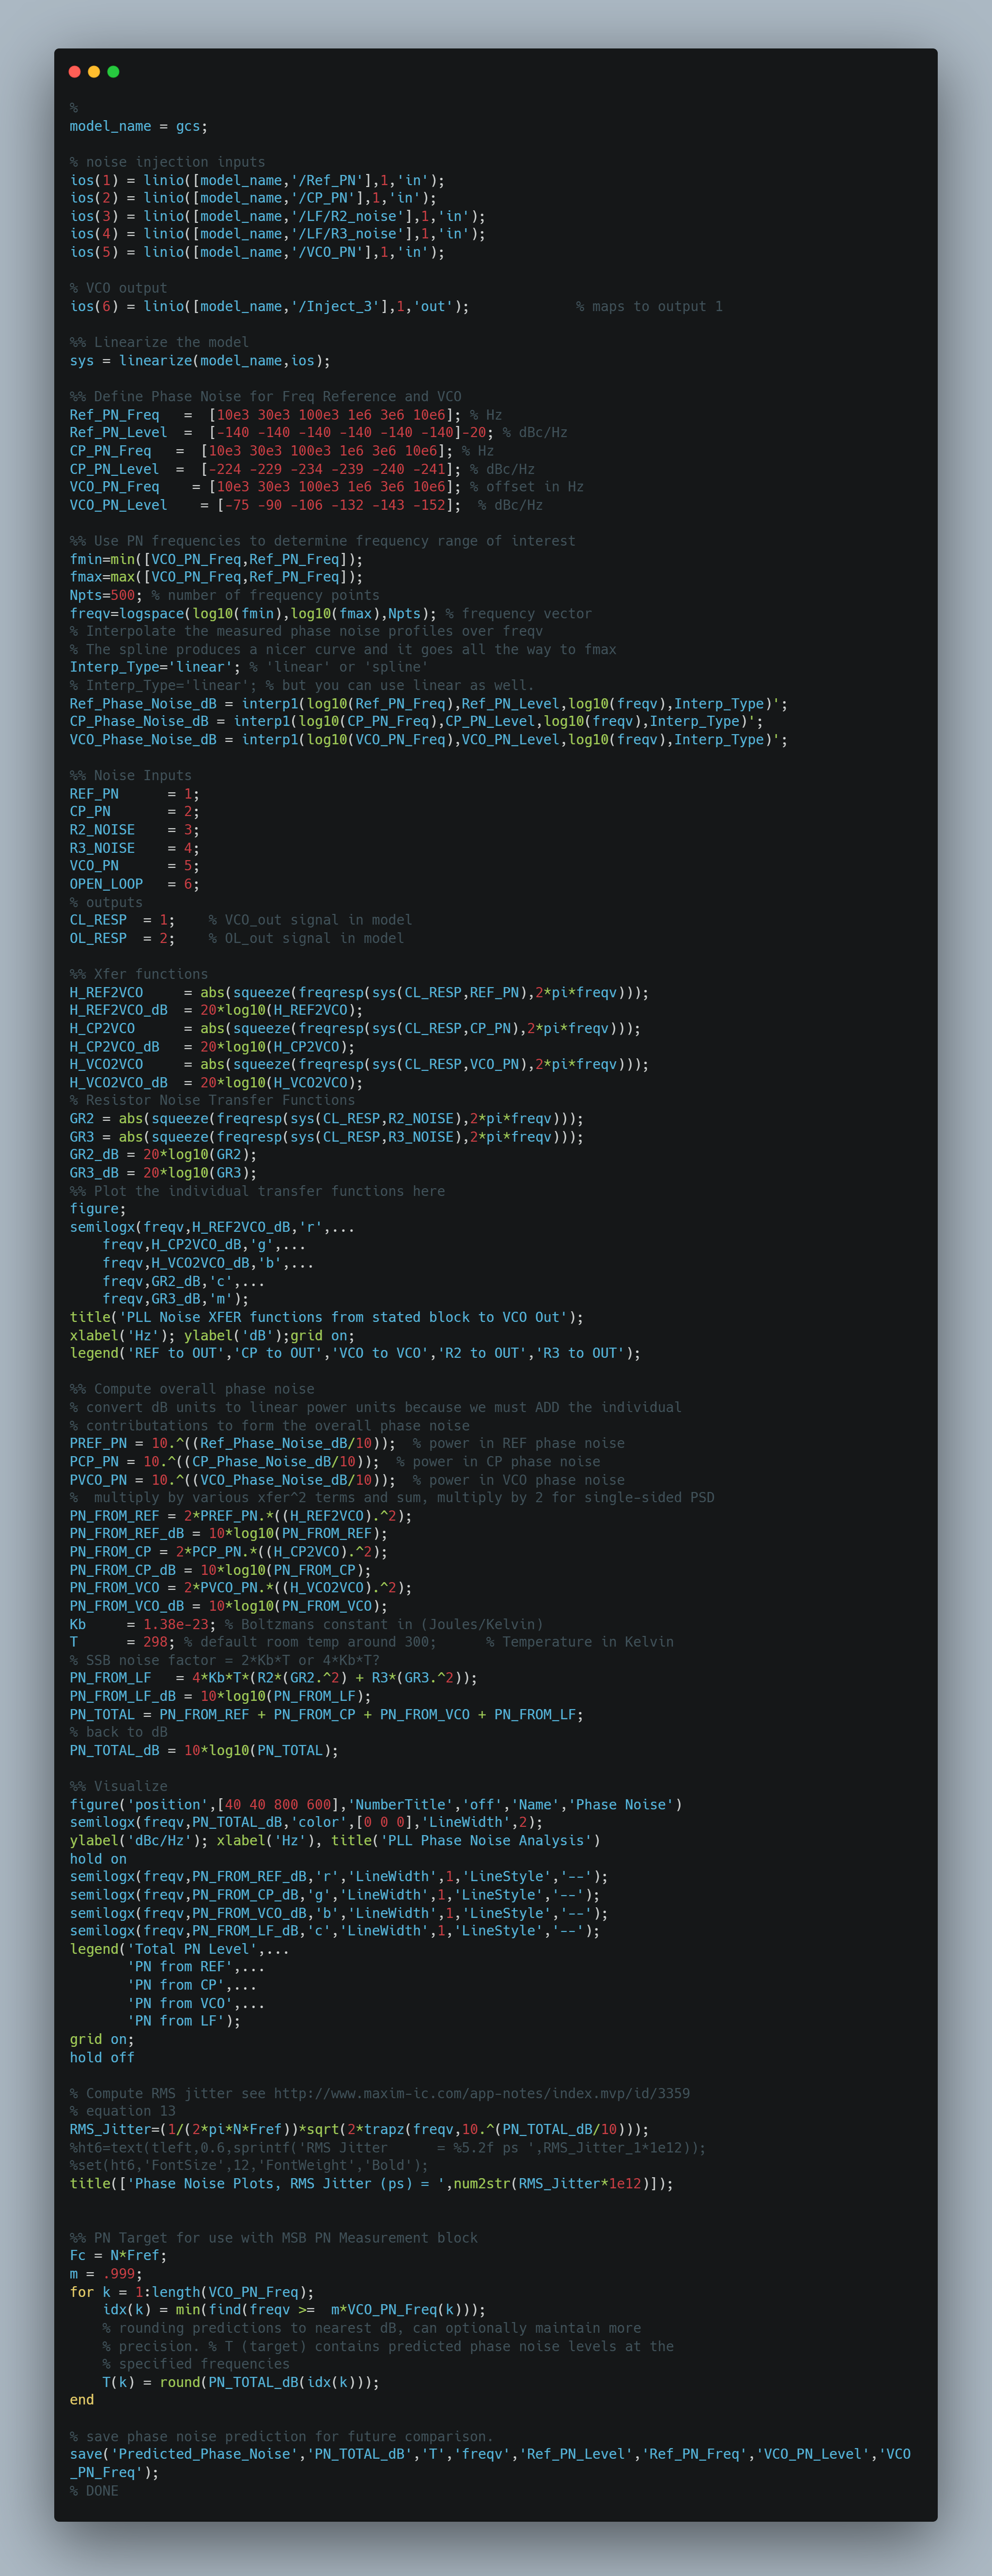 %
model_name = gcs;
% noise injection inputs
ios(1) = linio([model_name,'/Ref_PN'],1,'in');
ios(2) = linio([model_name,'/CP_PN'],1,'in');
ios(3) = linio([model_name,'/LF/R2_noise'],1,'in');
ios(4) = linio([model_name,'/LF/R3_noise'],1,'in');
ios(5) = linio([model_name,'/VCO_PN'],1,'in');
% VCO output
ios(6) = linio([model_name,'/Inject_3'],1,'out');             % maps to output 1
%% Linearize the model
sys = linearize(model_name,ios);
%% Define Phase Noise for Freq Reference and VCO
Ref_PN_Freq   =  [10e3 30e3 100e3 1e6 3e6 10e6]; % Hz
Ref_PN_Level  =  [-140 -140 -140 -140 -140 -140]-20; % dBc/Hz
CP_PN_Freq   =  [10e3 30e3 100e3 1e6 3e6 10e6]; % Hz
CP_PN_Level  =  [-224 -229 -234 -239 -240 -241]; % dBc/Hz
VCO_PN_Freq    = [10e3 30e3 100e3 1e6 3e6 10e6]; % offset in Hz
VCO_PN_Level    = [-75 -90 -106 -132 -143 -152];  % dBc/Hz
%% Use PN frequencies to determine frequency range of interest
fmin=min([VCO_PN_Freq,Ref_PN_Freq]);
fmax=max([VCO_PN_Freq,Ref_PN_Freq]);
Npts=500; % number of frequency points
freqv=logspace(log10(fmin),log10(fmax),Npts); % frequency vector
% Interpolate the measured phase noise profiles over freqv
% The spline produces a nicer curve and it goes all the way to fmax
Interp_Type='linear'; % 'linear' or 'spline'
% Interp_Type='linear'; % but you can use linear as well.
Ref_Phase_Noise_dB = interp1(log10(Ref_PN_Freq),Ref_PN_Level,log10(freqv),Interp_Type)';
CP_Phase_Noise_dB = interp1(log10(CP_PN_Freq),CP_PN_Level,log10(freqv),Interp_Type)';
VCO_Phase_Noise_dB = interp1(log10(VCO_PN_Freq),VCO_PN_Level,log10(freqv),Interp_Type)';
%% Noise Inputs
REF_PN      = 1;
CP_PN       = 2;
R2_NOISE    = 3;
R3_NOISE    = 4;
VCO_PN      = 5;
OPEN_LOOP   = 6;
% outputs
CL_RESP  = 1;    % VCO_out signal in model
OL_RESP  = 2;    % OL_out signal in model
%% Xfer functions
H_REF2VCO     = abs(squeeze(freqresp(sys(CL_RESP,REF_PN),2*pi*freqv)));
H_REF2VCO_dB  = 20*log10(H_REF2VCO);
H_CP2VCO      = abs(squeeze(freqresp(sys(CL_RESP,CP_PN),2*pi*freqv)));
H_CP2VCO_dB   = 20*log10(H_CP2VCO);
H_VCO2VCO     = abs(squeeze(freqresp(sys(CL_RESP,VCO_PN),2*pi*freqv)));
H_VCO2VCO_dB  = 20*log10(H_VCO2VCO);
% Resistor Noise Transfer Functions
GR2 = abs(squeeze(freqresp(sys(CL_RESP,R2_NOISE),2*pi*freqv)));
GR3 = abs(squeeze(freqresp(sys(CL_RESP,R3_NOISE),2*pi*freqv)));
GR2_dB = 20*log10(GR2);
GR3_dB = 20*log10(GR3);
%% Plot the individual transfer functions here
figure;
semilogx(freqv,H_REF2VCO_dB,'r',...
    freqv,H_CP2VCO_dB,'g',...
    freqv,H_VCO2VCO_dB,'b',...
    freqv,GR2_dB,'c',...
    freqv,GR3_dB,'m');
title('PLL Noise XFER functions from stated block to VCO Out');
xlabel('Hz'); ylabel('dB');grid on;
legend('REF to OUT','CP to OUT','VCO to VCO','R2 to OUT','R3 to OUT');
%% Compute overall phase noise
% convert dB units to linear power units because we must ADD the individual
% contributions to form the overall phase noise
PREF_PN = 10.^((Ref_Phase_Noise_dB/10));  % power in REF phase noise
PCP_PN = 10.^((CP_Phase_Noise_dB/10));  % power in CP phase noise
PVCO_PN = 10.^((VCO_Phase_Noise_dB/10));  % power in VCO phase noise
%  multiply by various xfer^2 terms and sum, multiply by 2 for single-sided PSD
PN_FROM_REF = 2*PREF_PN.*((H_REF2VCO).^2);
PN_FROM_REF_dB = 10*log10(PN_FROM_REF);
PN_FROM_CP = 2*PCP_PN.*((H_CP2VCO).^2);
PN_FROM_CP_dB = 10*log10(PN_FROM_CP);
PN_FROM_VCO = 2*PVCO_PN.*((H_VCO2VCO).^2);
PN_FROM_VCO_dB = 10*log10(PN_FROM_VCO);
Kb     = 1.38e-23; % Boltzmans constant in (Joules/Kelvin)
T      = 298; % default room temp around 300;      % Temperature in Kelvin
% SSB noise factor = 2*Kb*T or 4*Kb*T?
PN_FROM_LF   = 4*Kb*T*(R2*(GR2.^2) + R3*(GR3.^2));
PN_FROM_LF_dB = 10*log10(PN_FROM_LF);
PN_TOTAL = PN_FROM_REF + PN_FROM_CP + PN_FROM_VCO + PN_FROM_LF;
% back to dB
PN_TOTAL_dB = 10*log10(PN_TOTAL);
%% Visualize
figure('position',[40 40 800 600],'NumberTitle','off','Name','Phase Noise')
semilogx(freqv,PN_TOTAL_dB,'color',[0 0 0],'LineWidth',2);
ylabel('dBc/Hz'); xlabel('Hz'), title('PLL Phase Noise Analysis')
hold on
semilogx(freqv,PN_FROM_REF_dB,'r','LineWidth',1,'LineStyle','--');
semilogx(freqv,PN_FROM_CP_dB,'g','LineWidth',1,'LineStyle','--');
semilogx(freqv,PN_FROM_VCO_dB,'b','LineWidth',1,'LineStyle','--');
semilogx(freqv,PN_FROM_LF_dB,'c','LineWidth',1,'LineStyle','--');
legend('Total PN Level',...
       'PN from REF',...
       'PN from CP',...
       'PN from VCO',...
       'PN from LF');
grid on;
hold off
% Compute RMS jitter see http://www.maxim-ic.com/app-notes/index.mvp/id/3359
% equation 13
RMS_Jitter=(1/(2*pi*N*Fref))*sqrt(2*trapz(freqv,10.^(PN_TOTAL_dB/10)));
%ht6=text(tleft,0.6,sprintf('RMS Jitter      = %5.2f ps ',RMS_Jitter_1*1e12));
%set(ht6,'FontSize',12,'FontWeight','Bold');
title(['Phase Noise Plots, RMS Jitter (ps) = ',num2str(RMS_Jitter*1e12)]);
%% PN Target for use with MSB PN Measurement block
Fc = N*Fref;
m = .999;
for k = 1:length(VCO_PN_Freq);
    idx(k) = min(find(freqv >=  m*VCO_PN_Freq(k)));
    % rounding predictions to nearest dB, can optionally maintain more
    % precision. % T (target) contains predicted phase noise levels at the
    % specified frequencies
    T(k) = round(PN_TOTAL_dB(idx(k)));
end
% save phase noise prediction for future comparison.
save('Predicted_Phase_Noise','PN_TOTAL_dB','T','freqv','Ref_PN_Level','Ref_PN_Freq','VCO_PN_Level','VCO
_PN_Freq');
% DONE